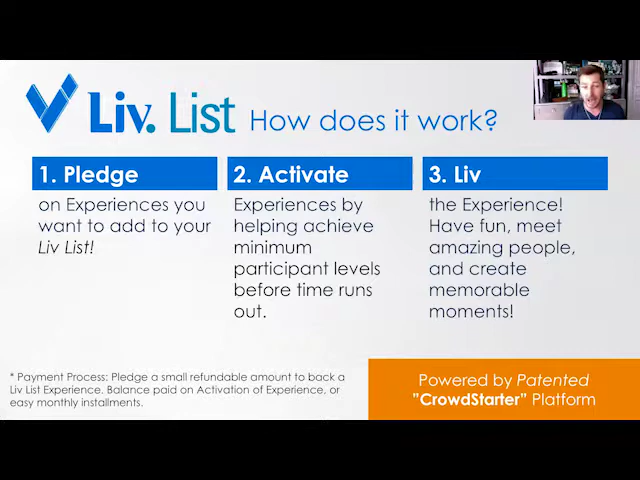 Liv. List How does it work?
1. Pledge
on Experiences you
want to add to your
Liv List!
2. Activate
Experiences by
helping achieve
minimum
participant levels
before time runs
out.
3. Liv
the Experience!
Have fun, meet
amazing people,
and create
memorable
moments!
* Payment Process: Pledge a small refundable amount to back a
Liv List Experience. Balance paid on Activation of Experience, or
easy monthly installments.
Powered by Patented
"CrowdStarter" Platform